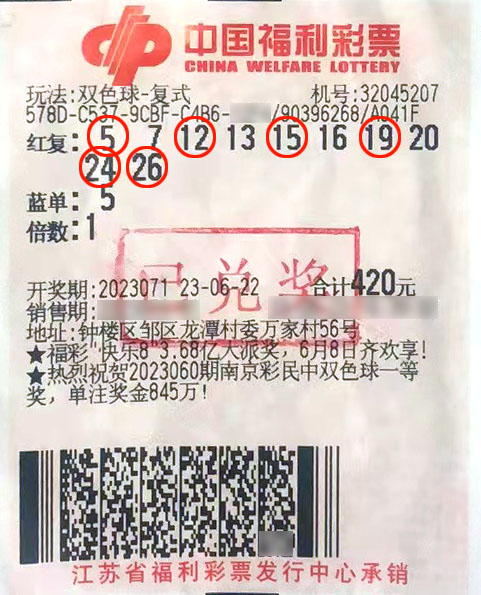 中国福利彩票
CHINA WELFARE LOTTERY
玩法:双色球-复式 机号:32045207
578D-C537-9CBF-C4B6- /90396268/A041F
红复: 5 7 12 13 15 16 19 20
24 26
蓝单: 5
倍数:1
已兑奖
开奖期:2023071 23-06-22 合计420元
销售期:
地址:钟楼区邹区龙潭村委万家村56号
★福彩"快乐8"3.68亿大派奖,6月8日齐欢享!
★热烈祝贺2023060期南京彩民中双色球一等
奖,单注奖金845万!
江苏省福利彩票发行中心承销